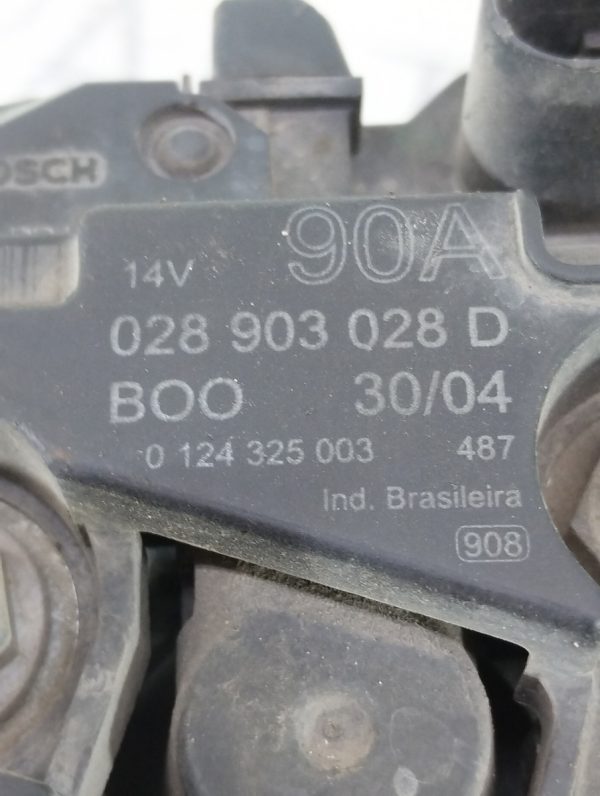 OSCH
90A
14V
028 903 028 D
BOO 30/04
0 124 325 003 487
Ind. Brasileira
908